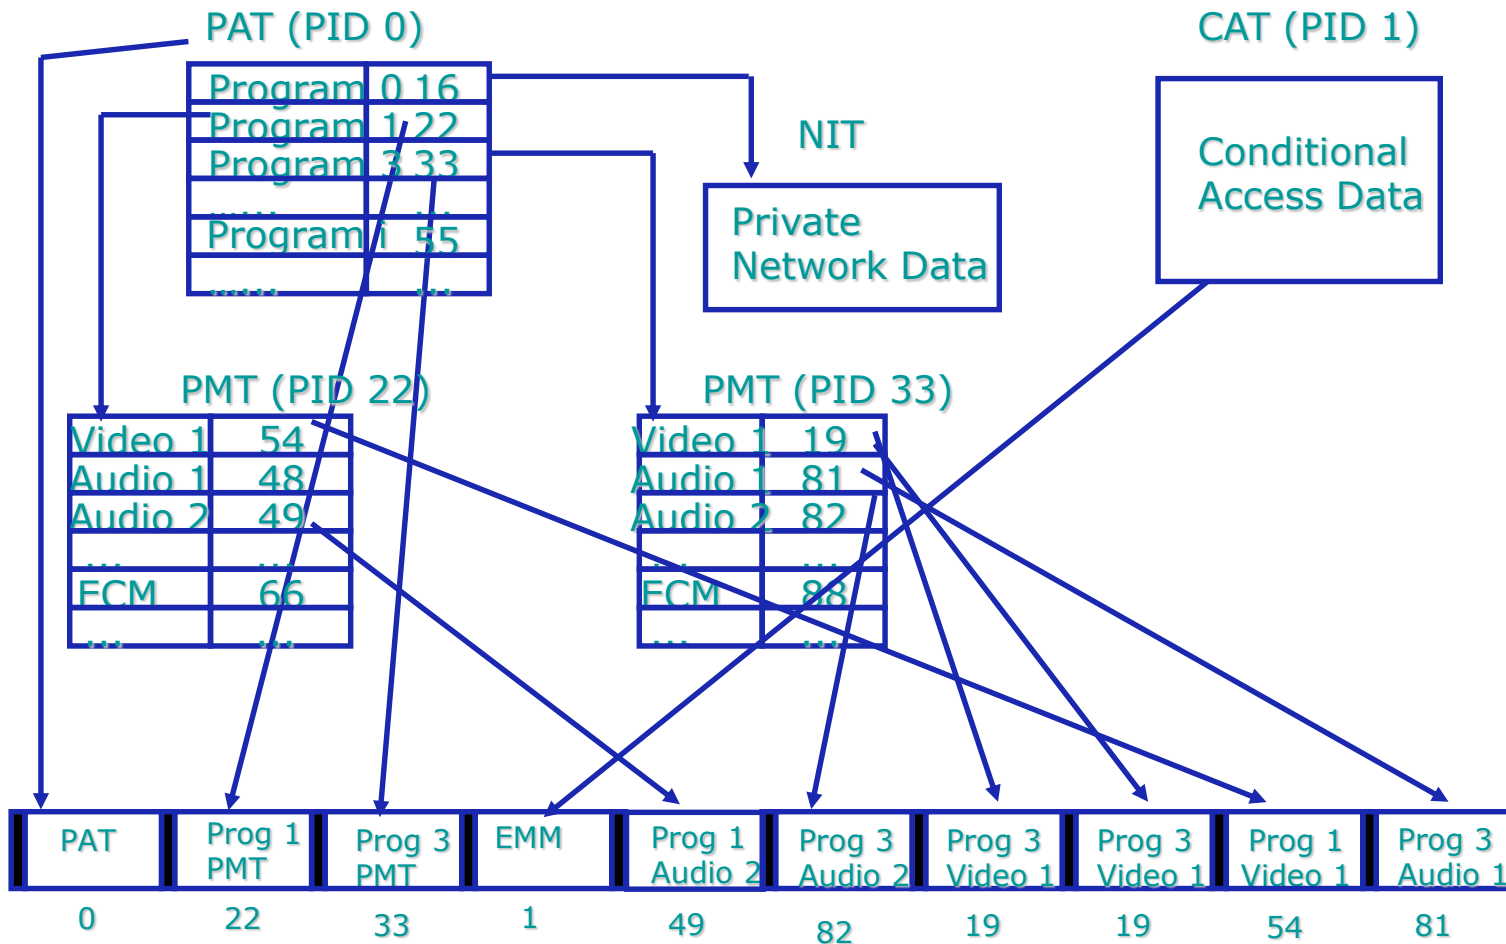 PAT (PID 0)
CAT (PID 1)
Program 0 16
Program 1 22
Program 3 33
...... ...
Program i 55
...... ...
NIT
Private
Network Data
Conditional
Access Data
PMT (PID 22)
Video 1 54
Audio 1 48
Audio 2 49
... ...
ECM 66
... ...
PMT (PID 33)
Video 1 19
Audio 1 81
Audio 2 82
... ...
ECM 88
... ...
PAT
Prog 1
PMT
Prog 3
PMT
EMM
Prog 1
Audio 2
Prog 3
Audio 2
Prog 3
Video 1
Prog 3
Video 1
Prog 1
Video 1
Prog 3
Audio 1
0 22 33 1 49 82 19 19 54 81